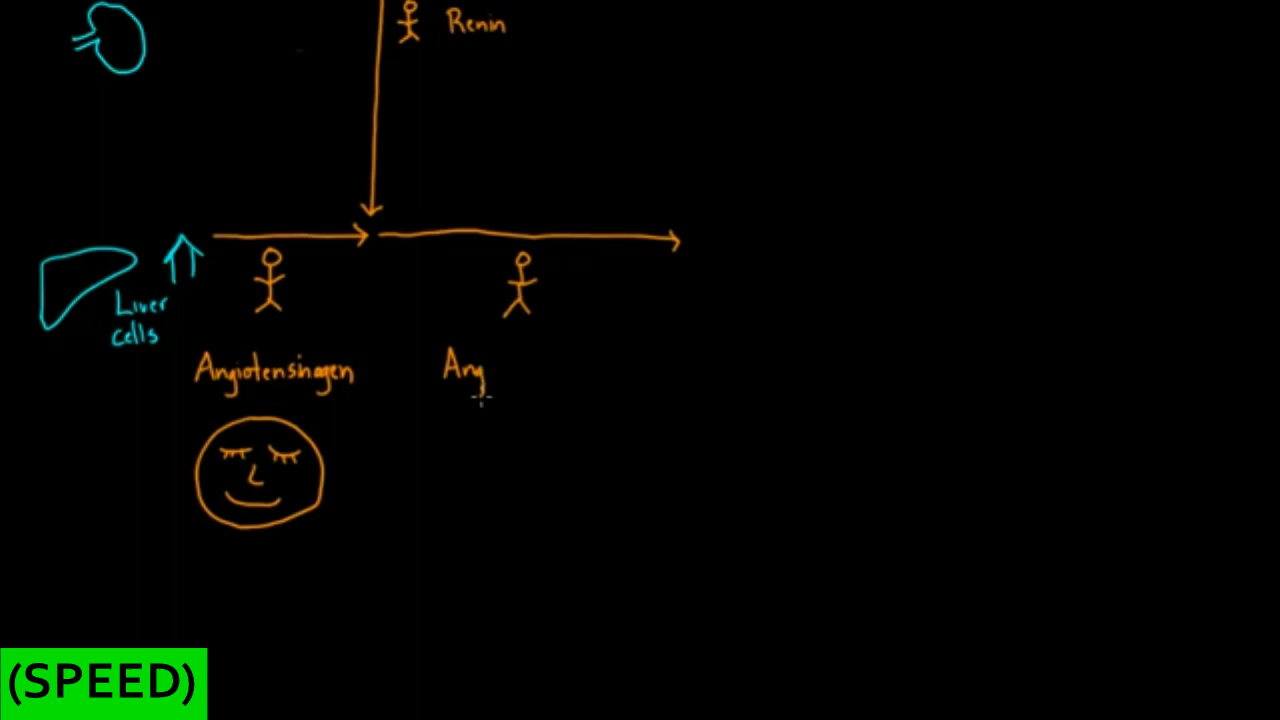 Renin
Liver
cells
Angiotensinogen
Ang
(SPEED)